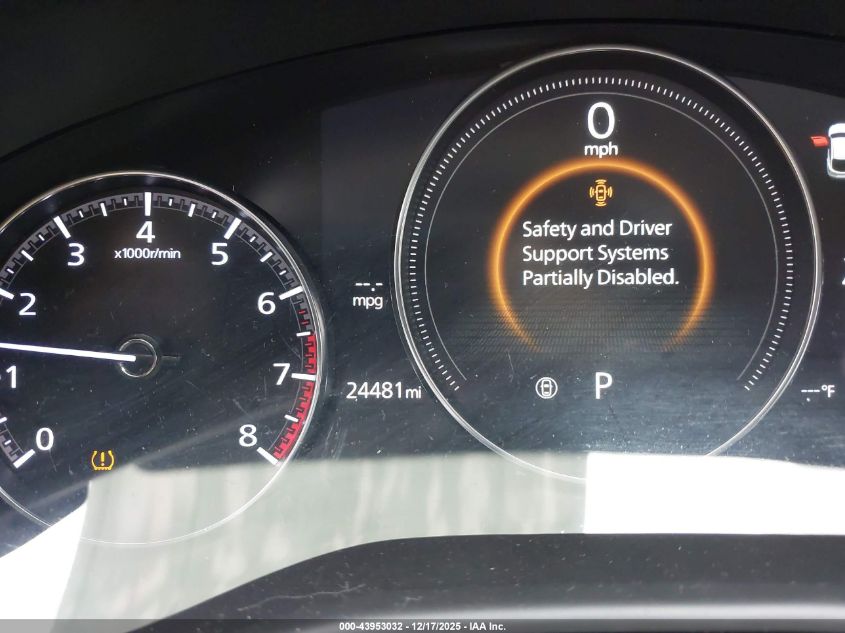 0
mph
Safety and Driver
Support Systems
Partially Disabled.
P
0
1
2
3
4
5
6
7
8
x1000r/min
--.-
mpg
24481mi
---°F
000-43953032 - 12/17/2025 - IAA Inc.